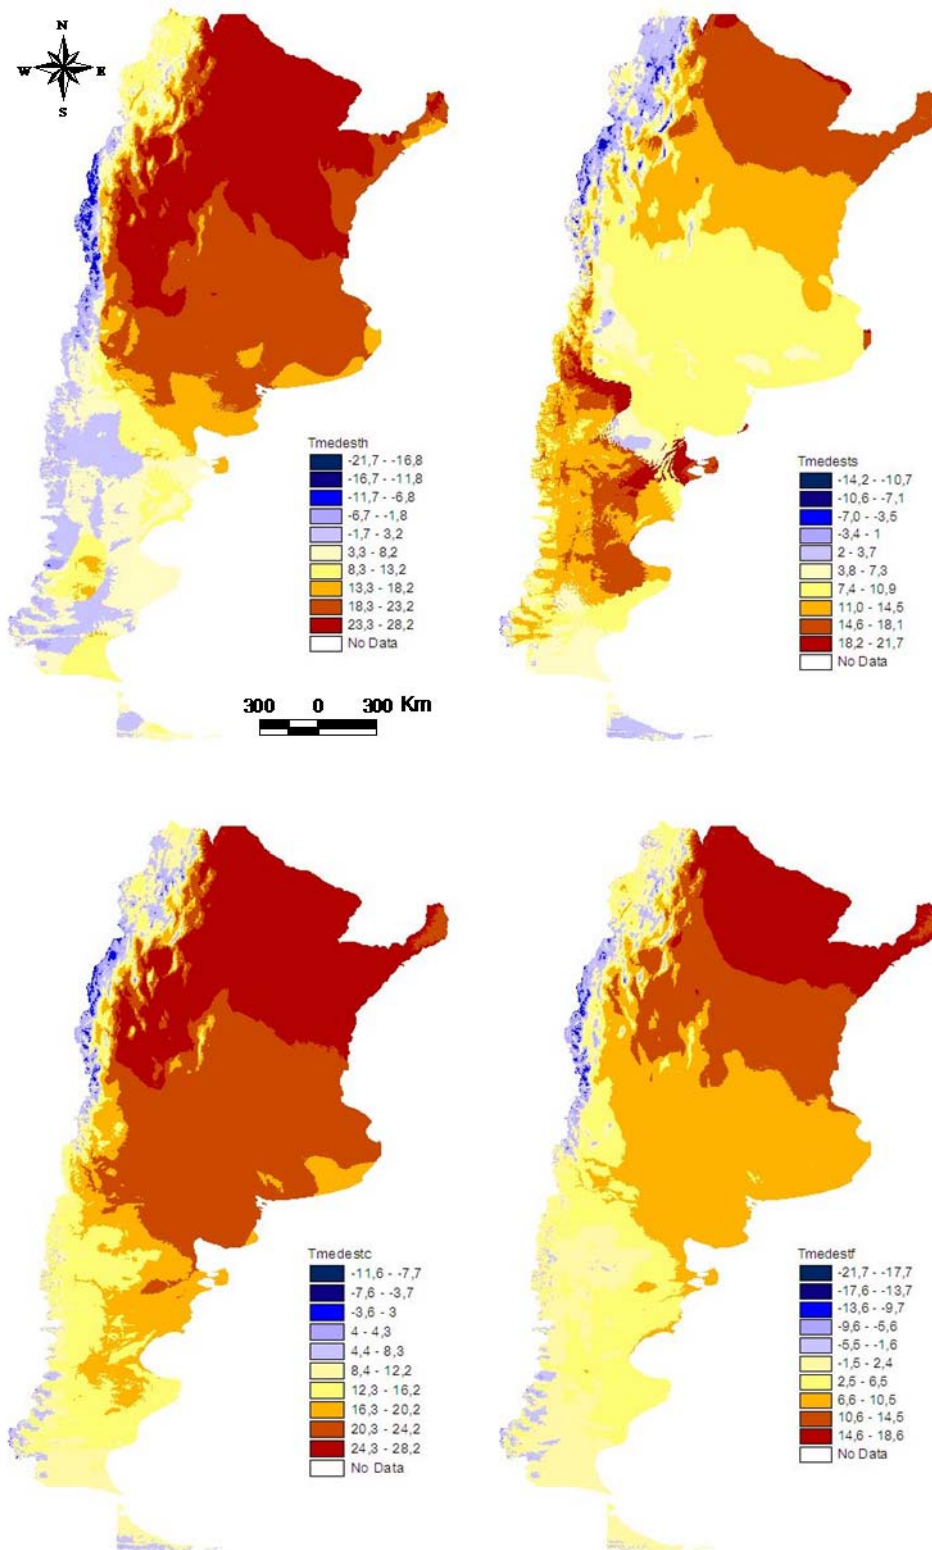 N
W E
S
Tmedesth
-21,7 - -16,8
-16,7 - -11,8
-11,7 - -6,8
-6,7 - -1,8
-1,7 - 3,2
3,3 - 8,2
8,3 - 13,2
13,3 - 18,2
18,3 - 23,2
23,3 - 28,2
No Data
300 0 300 Km
Tmedests
-14,2 - -10,7
-10,6 - -7,1
-7,0 - -3,5
-3,4 - 1
2 - 3,7
3,8 - 7,3
7,4 - 10,9
11,0 - 14,5
14,6 - 18,1
18,2 - 21,7
No Data
Tmedestc
-11,6 - -7,7
-7,6 - -3,7
-3,6 - 3
4 - 4,3
4,4 - 8,3
8,4 - 12,2
12,3 - 16,2
16,3 - 20,2
20,3 - 24,2
24,3 - 28,2
No Data
Tmedestf
-21,7 - -17,7
-17,6 - -13,7
-13,6 - -9,7
-9,6 - -5,6
-5,5 - -1,6
-1,5 - 2,4
2,5 - 6,5
6,6 - 10,5
10,6 - 14,5
14,6 - 18,6
No Data